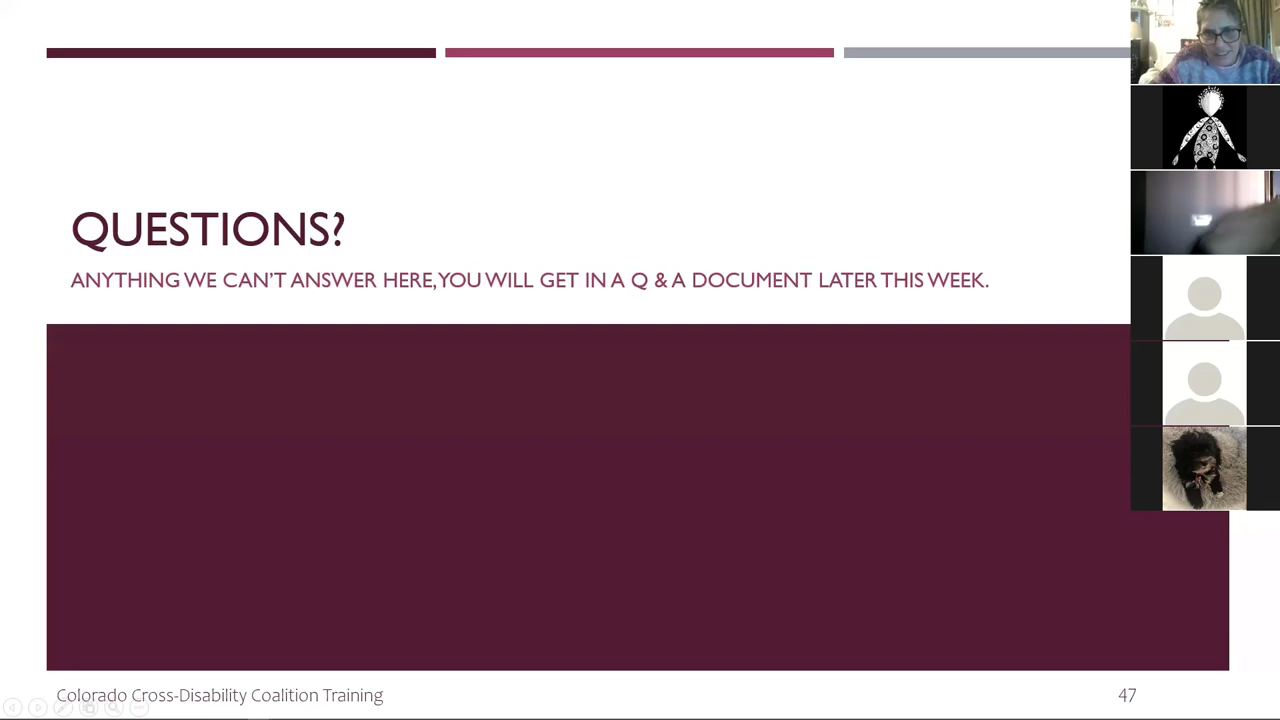 QUESTIONS?
ANYTHING WE CAN'T ANSWER HERE, YOU WILL GET IN A Q & A DOCUMENT LATER THIS WEEK.
Colorado Cross-Disability Coalition Training
47